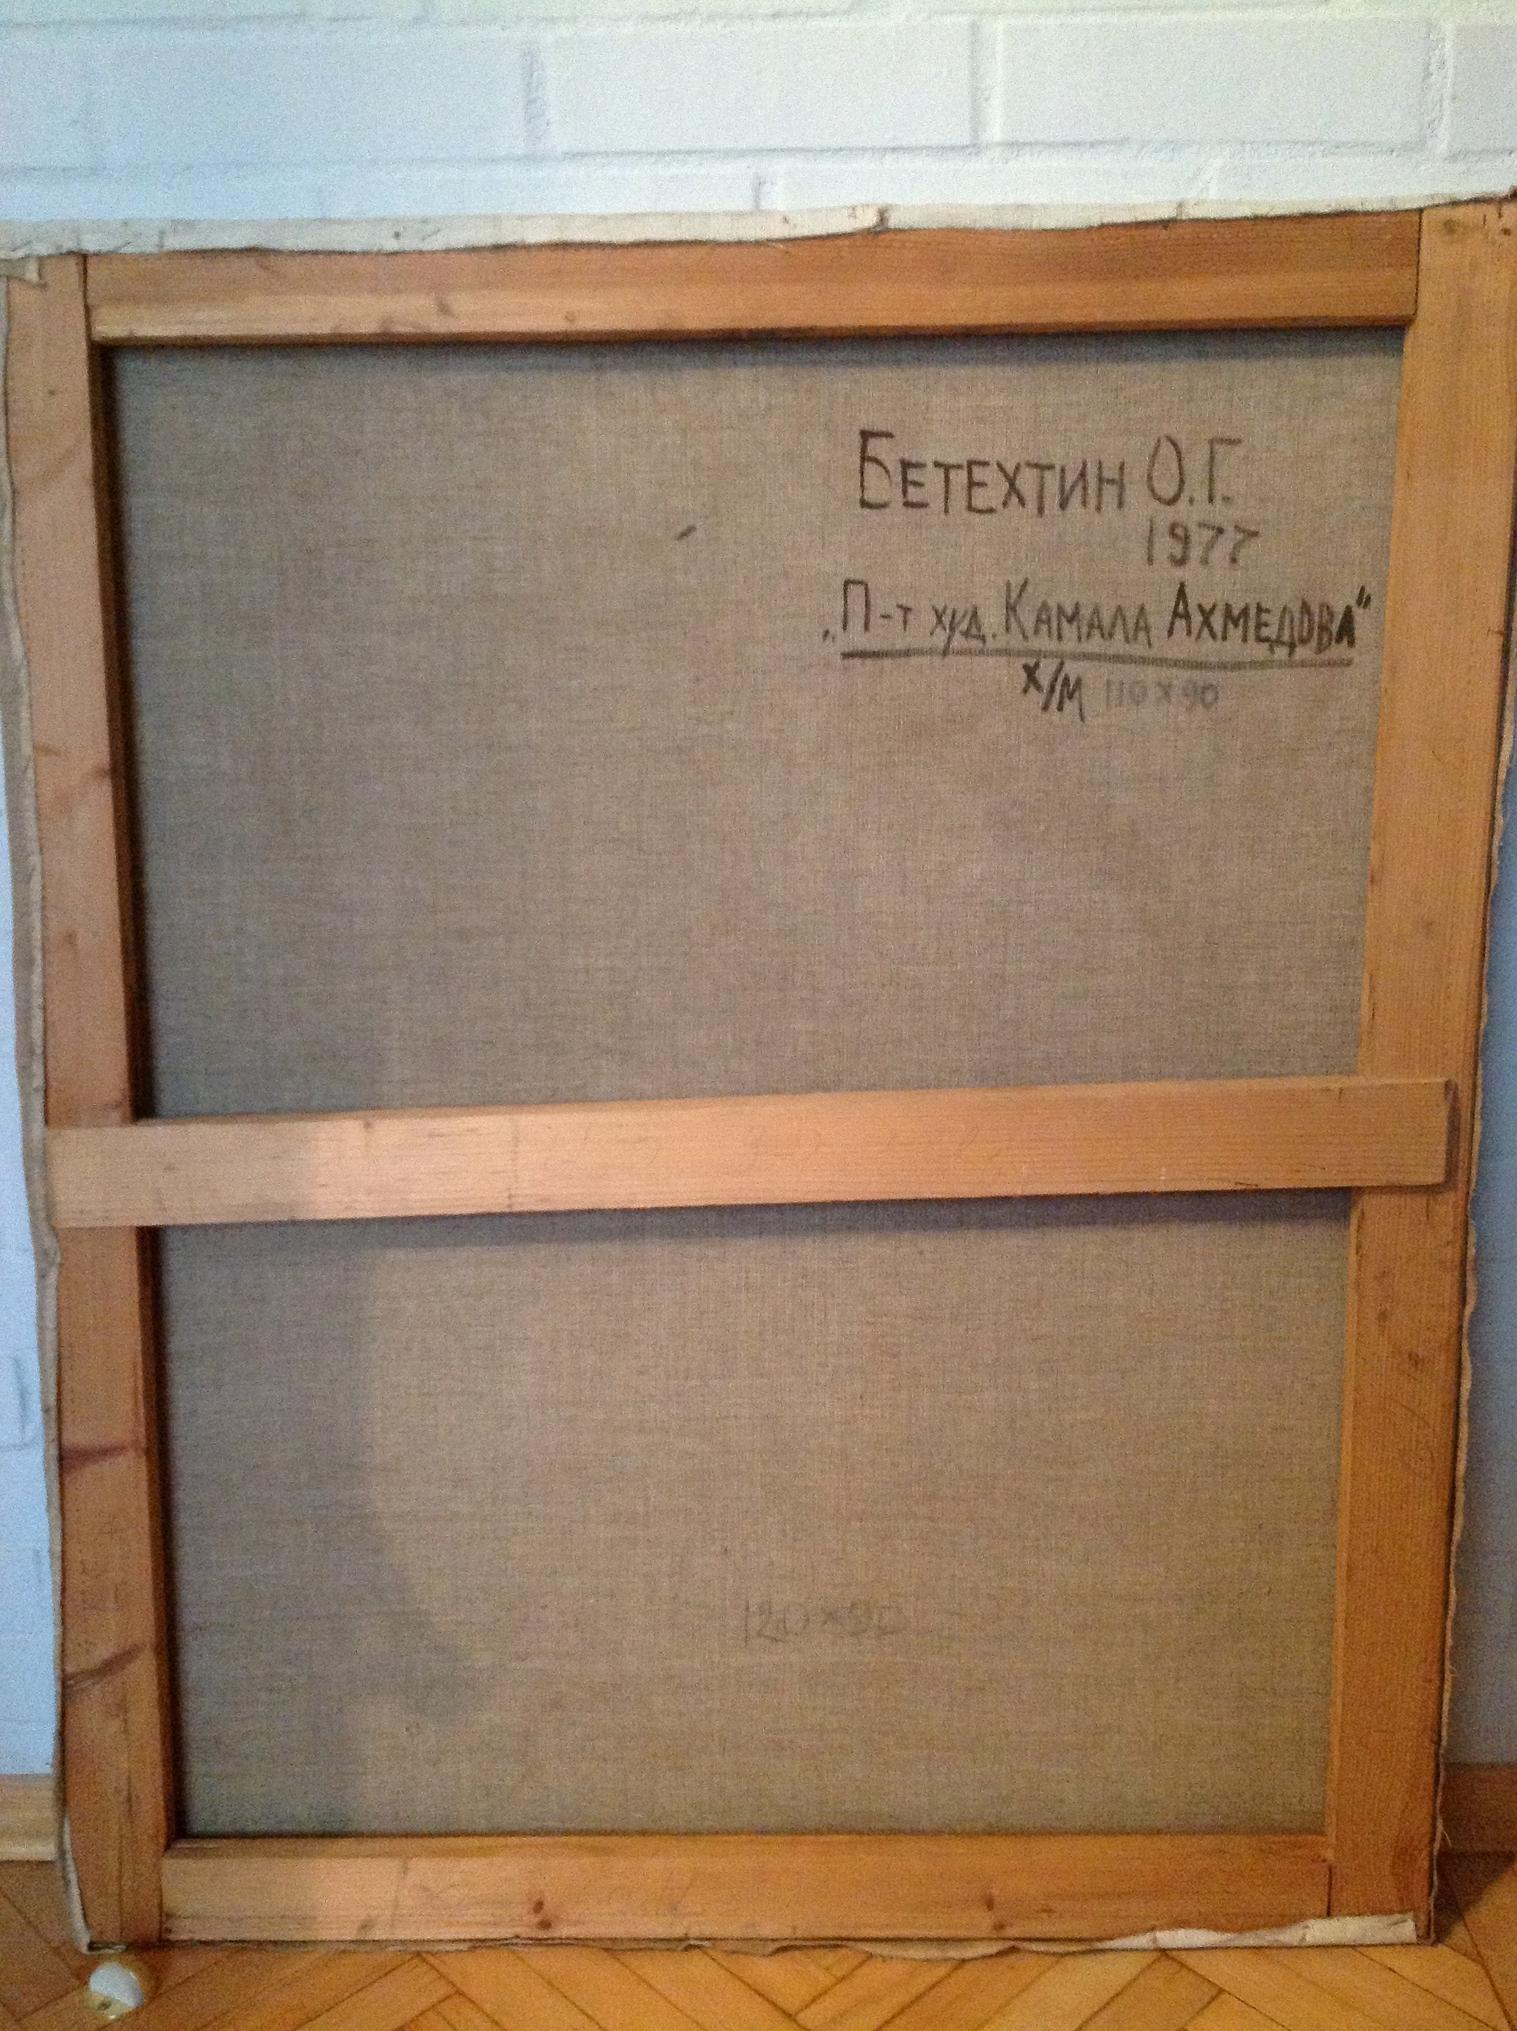 Бетехтин О.Г.
1977
„П-т худ. Камала Ахмедова"
х/м 110 х 90
120 х 90